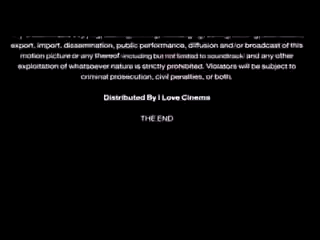 export, import, dissemination, public performance, diffusion and/or broadcast of this
motion picture or any thereof -including but not limited to soundtrack- and any other
exploitation of whatsoever nature is strictly prohibited. Violators will be subject to
criminal prosecution, civil penalties, or both.
Distributed By I Love Cinema
THE END